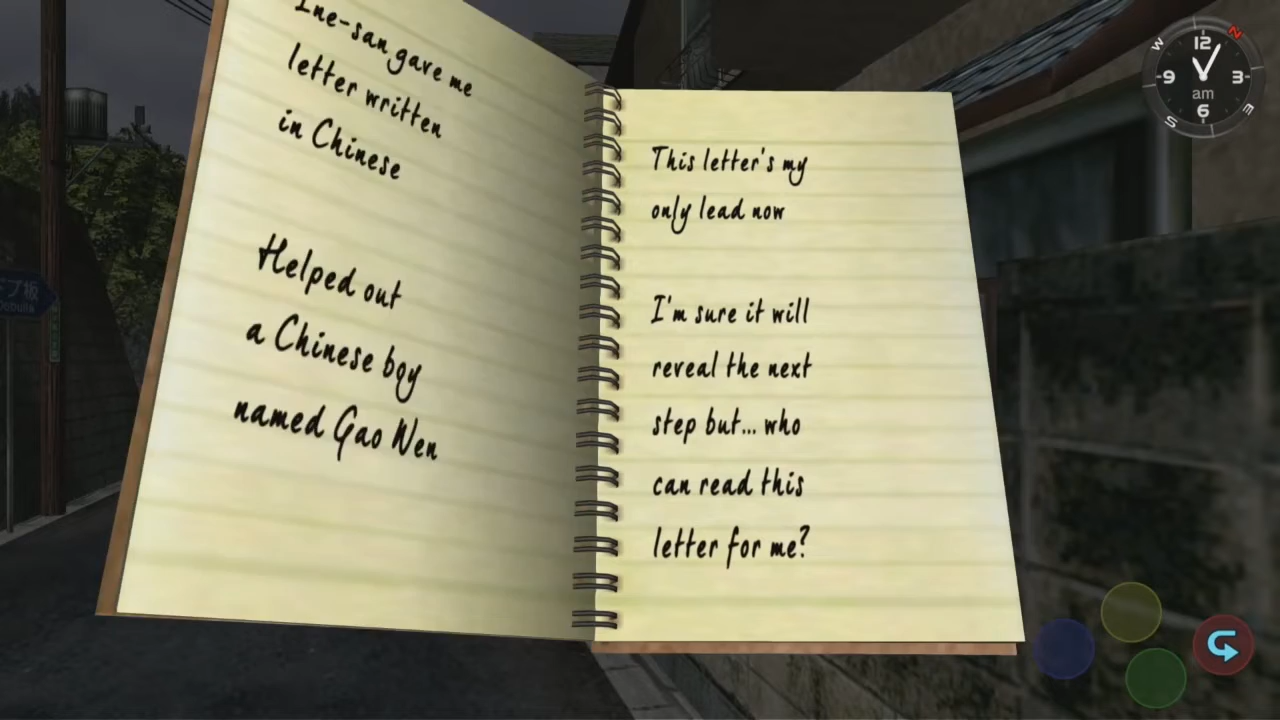 Ine-san gave me
letter written
in Chinese
Helped out
a Chinese boy
named Gao Wen
This letter's my
only lead now
I'm sure it will
reveal the next
step but... who
can read this
letter for me?
N
W
12
9
3
am
6
S
E
坂